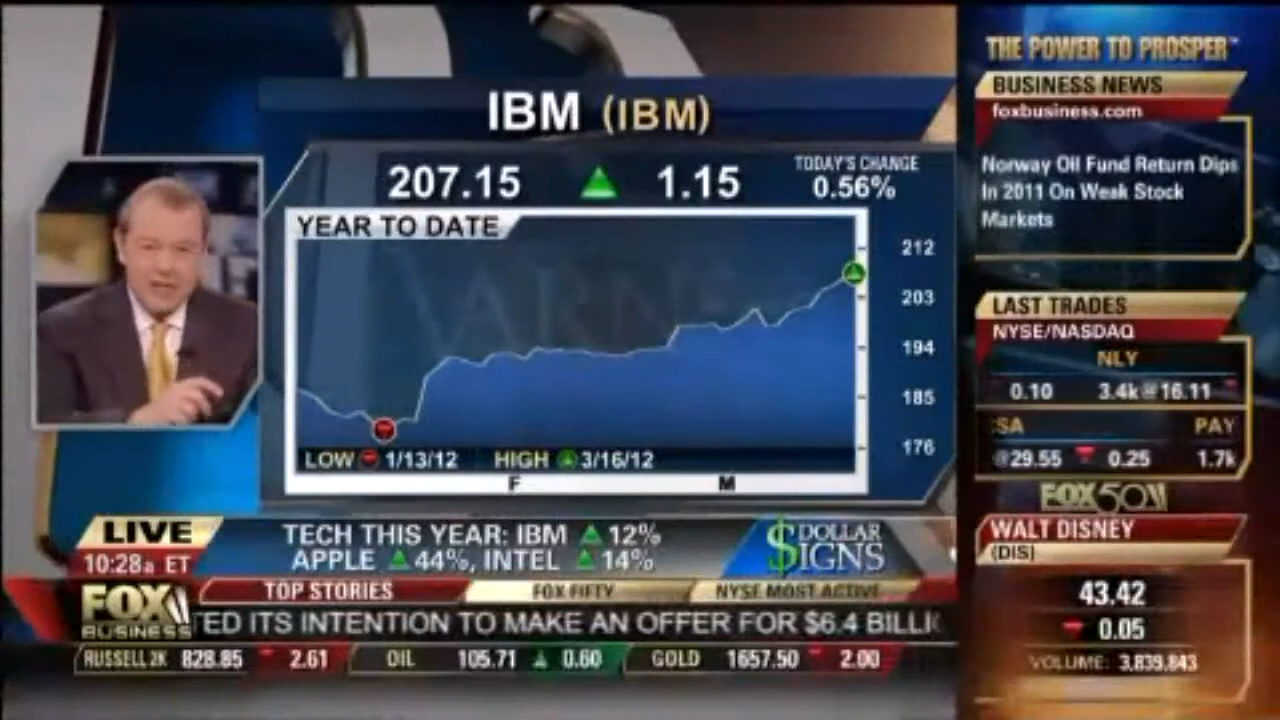 IBM (IBM)
207.15 1.15
TODAY'S CHANGE
0.56%
YEAR TO DATE
212
203
194
185
176
LOW 1/13/12 HIGH 3/16/12
F M
TECH THIS YEAR: IBM 12%
APPLE 44%, INTEL 14%
$ DOLLAR
SIGNS
LIVE
10:28a ET
FOX
BUSINESS
TOP STORIES FOX FIFTY NYSE MOST ACTIVE
TED ITS INTENTION TO MAKE AN OFFER FOR $6.4 BILLI
RUSSELL 2K 828.85 2.61 OIL 105.71 0.60 GOLD 1657.50 2.00
THE POWER TO PROSPER™
BUSINESS NEWS
foxbusiness.com
Norway Oil Fund Return Dips
In 2011 On Weak Stock
Markets
LAST TRADES
NYSE/NASDAQ
NLY
0.10 3.4k@16.11
SA PAY
@29.55 0.25 1.7k
FOX50
WALT DISNEY
(DIS)
43.42
0.05
VOLUME: 3,839,843